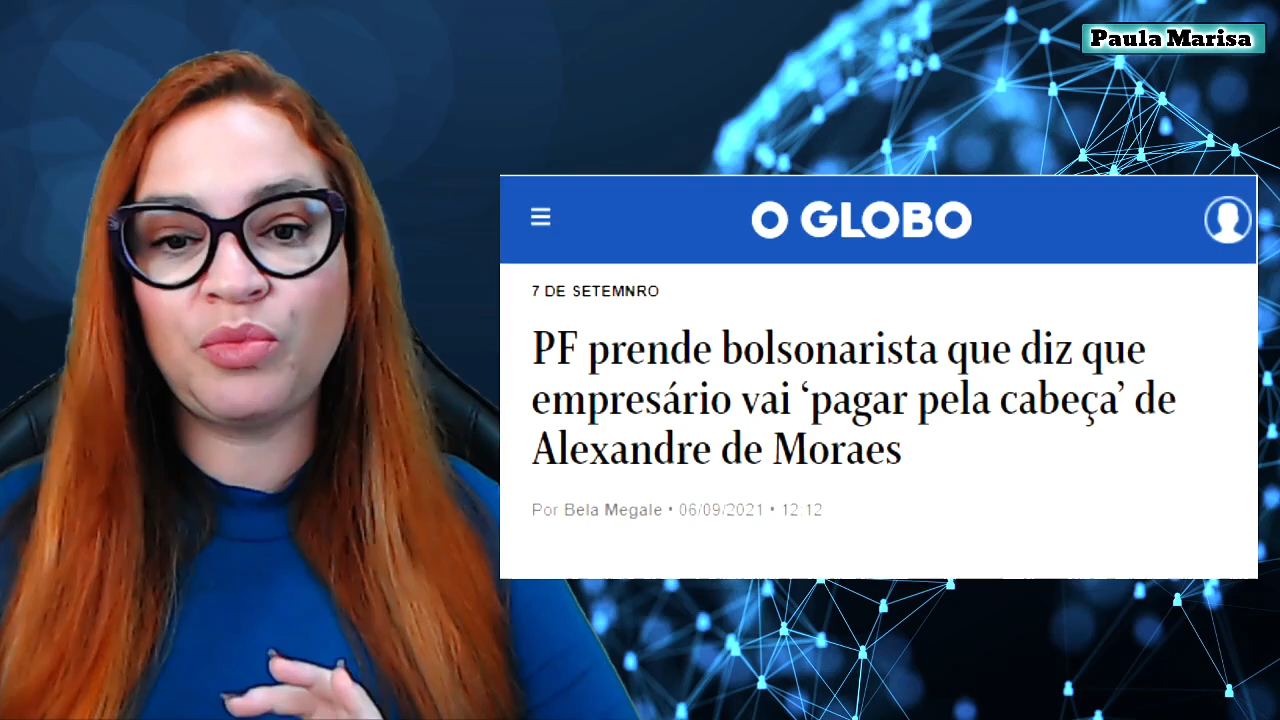 Paula Marisa
O GLOBO
7 DE SETEMNRO
PF prende bolsonarista que diz que
empresário vai ‘pagar pela cabeça’ de
Alexandre de Moraes
Por Bela Megale • 06/09/2021 • 12:12